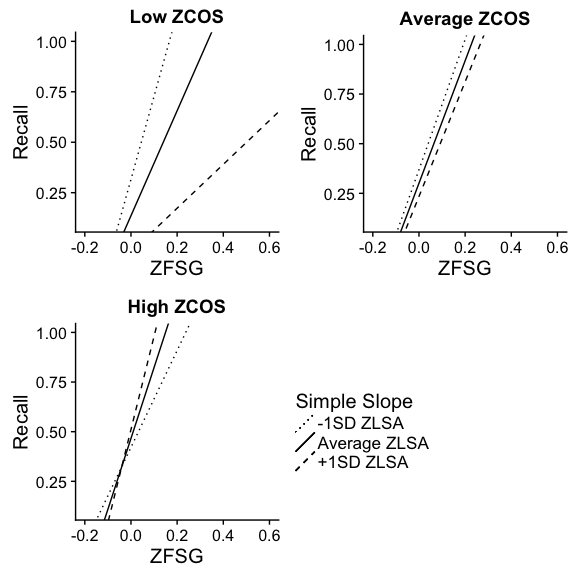 Low ZCOS
1.00
0.75
0.50
0.25
Recall
-0.2 0.0 0.2 0.4 0.6
ZFSG
Average ZCOS
1.00
0.75
0.50
0.25
Recall
-0.2 0.0 0.2 0.4 0.6
ZFSG
High ZCOS
1.00
0.75
0.50
0.25
Recall
-0.2 0.0 0.2 0.4 0.6
ZFSG
Simple Slope
-1SD ZLSA
Average ZLSA
+1SD ZLSA